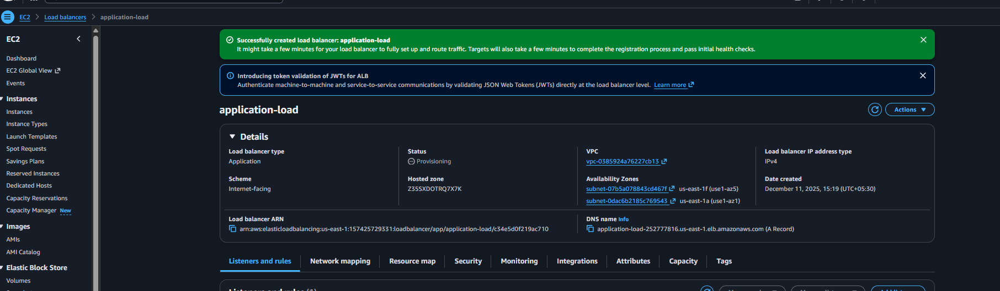 EC2 > Load balancers > application-load
EC2
Dashboard
EC2 Global View
Events
Instances
Instances
Instance Types
Launch Templates
Spot Requests
Savings Plans
Reserved Instances
Dedicated Hosts
Capacity Reservations
Capacity Manager New
Images
AMIs
AMI Catalog
Elastic Block Store
Volumes
Successfully created load balancer: application-load
It might take a few minutes for your load balancer to fully set up and route traffic. Targets will also take a few minutes to complete the registration process and pass initial health checks.
Introducing token validation of JWTs for ALB
Authenticate machine-to-machine and service-to-service communications by validating JSON Web Tokens (JWTs) directly at the load balancer level. Learn more
application-load
Actions
Details
Load balancer type
Application
Status
Provisioning
VPC
vpc-0385924a76227cb13
Load balancer IP address type
IPv4
Scheme
Internet-facing
Hosted zone
Z35SXDOTRQ7X7K
Availability Zones
subnet-07b5a078843cd467f us-east-1f (use1-az5)
subnet-0dac6b2185c769543 us-east-1a (use1-az1)
Date created
December 11, 2025, 15:19 (UTC+05:30)
Load balancer ARN
arn:aws:elasticloadbalancing:us-east-1:157425729331:loadbalancer/app/application-load/c34e5d0f219ac710
DNS name Info
application-load-252777816.us-east-1.elb.amazonaws.com (A Record)
Listeners and rules
Network mapping
Resource map
Security
Monitoring
Integrations
Attributes
Capacity
Tags
Listeners and rules (1)